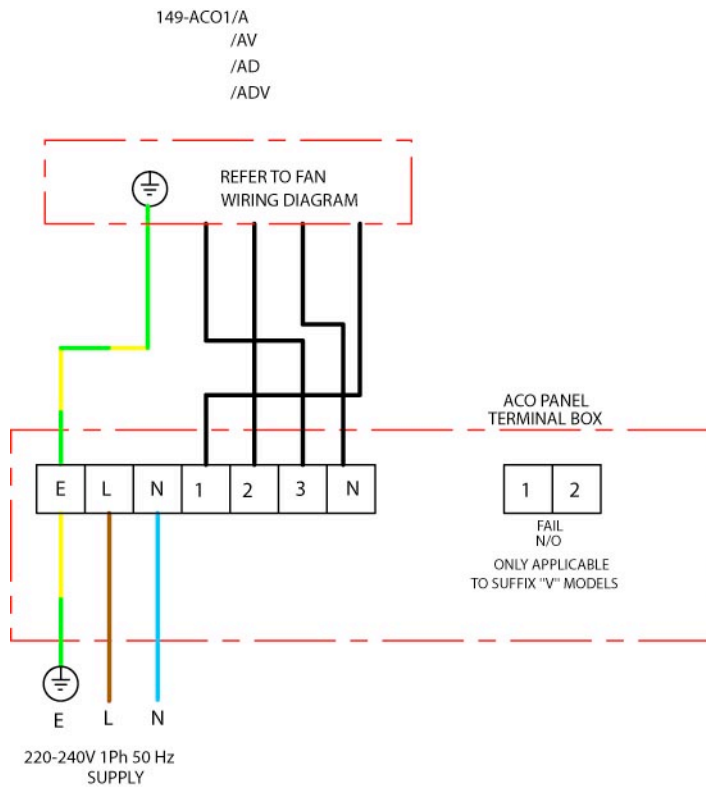 149-ACO1/A
/AV
/AD
/ADV
REFER TO FAN
WIRING DIAGRAM
ACO PANEL
TERMINAL BOX
E L N 1 2 3 N
1 2
FAIL
N/O
ONLY APPLICABLE
TO SUFFIX "V" MODELS
E L N
220-240V 1Ph 50 Hz
SUPPLY